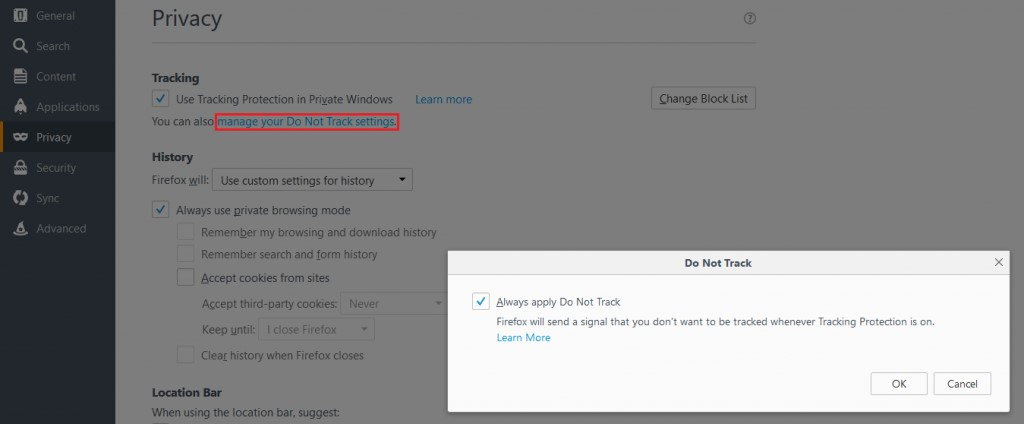 General
Search
Content
Applications
Privacy
Security
Sync
Advanced
Privacy
?
Tracking
Use Tracking Protection in Private Windows Learn more Change Block List
You can also manage your Do Not Track settings.
History
Firefox will: Use custom settings for history
Always use private browsing mode
Remember my browsing and download history
Remember search and form history
Accept cookies from sites
Accept third-party cookies: Never
Keep until: I close Firefox
Clear history when Firefox closes
Location Bar
When using the location bar, suggest:
Do Not Track
Always apply Do Not Track
Firefox will send a signal that you don't want to be tracked whenever Tracking Protection is on.
Learn More
OK Cancel